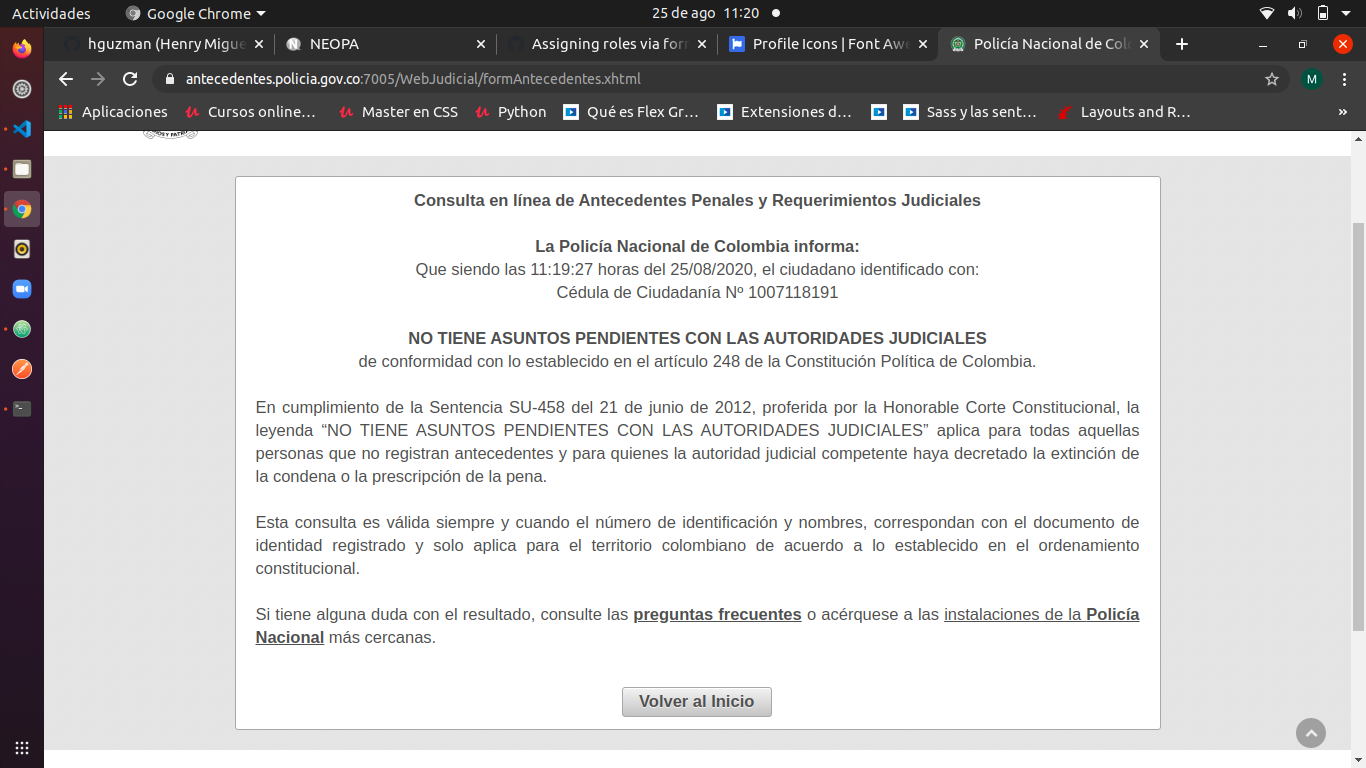 Actividades
Google Chrome
25 de ago 11:20
hguzman (Henry Migue
NEOPA
Assigning roles via for
Profile Icons | Font Aw
Policía Nacional de Col
antecedentes.policia.gov.co:7005/WebJudicial/formAntecedentes.xhtml
M
Aplicaciones
Cursos online...
Master en CSS
Python
Qué es Flex Gr...
Extensiones d...
Sass y las sent...
Layouts and R...
»
Consulta en línea de Antecedentes Penales y Requerimientos Judiciales
La Policía Nacional de Colombia informa:
Que siendo las 11:19:27 horas del 25/08/2020, el ciudadano identificado con:
Cédula de Ciudadanía Nº 1007118191
NO TIENE ASUNTOS PENDIENTES CON LAS AUTORIDADES JUDICIALES
de conformidad con lo establecido en el artículo 248 de la Constitución Política de Colombia.
En cumplimiento de la Sentencia SU-458 del 21 de junio de 2012, proferida por la Honorable Corte Constitucional, la
leyenda “NO TIENE ASUNTOS PENDIENTES CON LAS AUTORIDADES JUDICIALES” aplica para todas aquellas
personas que no registran antecedentes y para quienes la autoridad judicial competente haya decretado la extinción de
la condena o la prescripción de la pena.
Esta consulta es válida siempre y cuando el número de identificación y nombres, correspondan con el documento de
identidad registrado y solo aplica para el territorio colombiano de acuerdo a lo establecido en el ordenamiento
constitucional.
Si tiene alguna duda con el resultado, consulte las preguntas frecuentes o acérquese a las instalaciones de la Policía
Nacional más cercanas.
Volver al Inicio